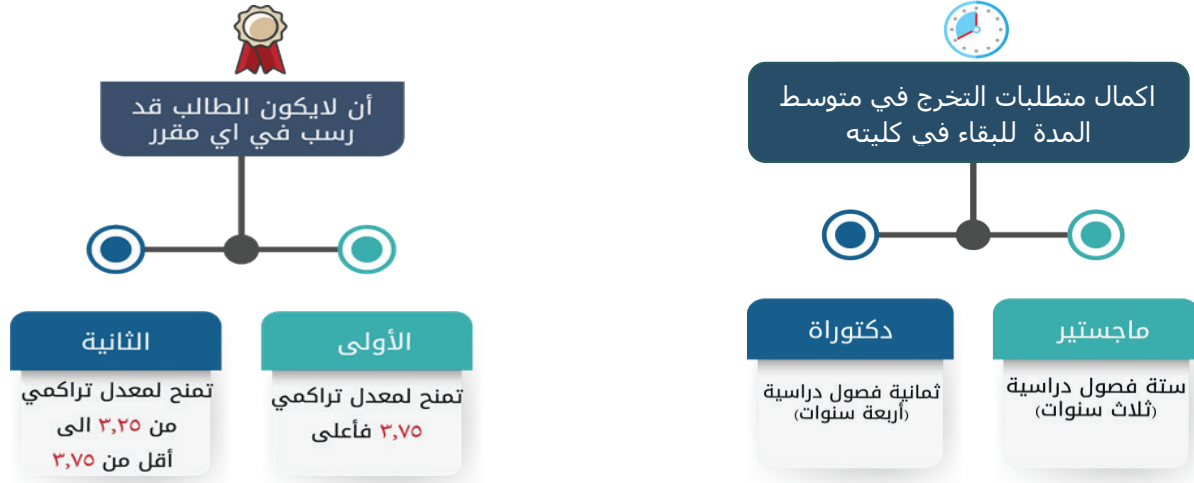 اكمال متطلبات التخرج في متوسط
المدة للبقاء في كليته
ماجستير
ستة فصول دراسية
(ثلاث سنوات)
دكتوراة
ثمانية فصول دراسية
(أربعة سنوات)
أن لايكون الطالب قد
رسب في اي مقرر
الأولى
تمنح لمعدل تراكمي
٣,٧٥ فأعلى
الثانية
تمنح لمعدل تراكمي
من ٣,٢٥ الى
أقل من ٣,٧٥